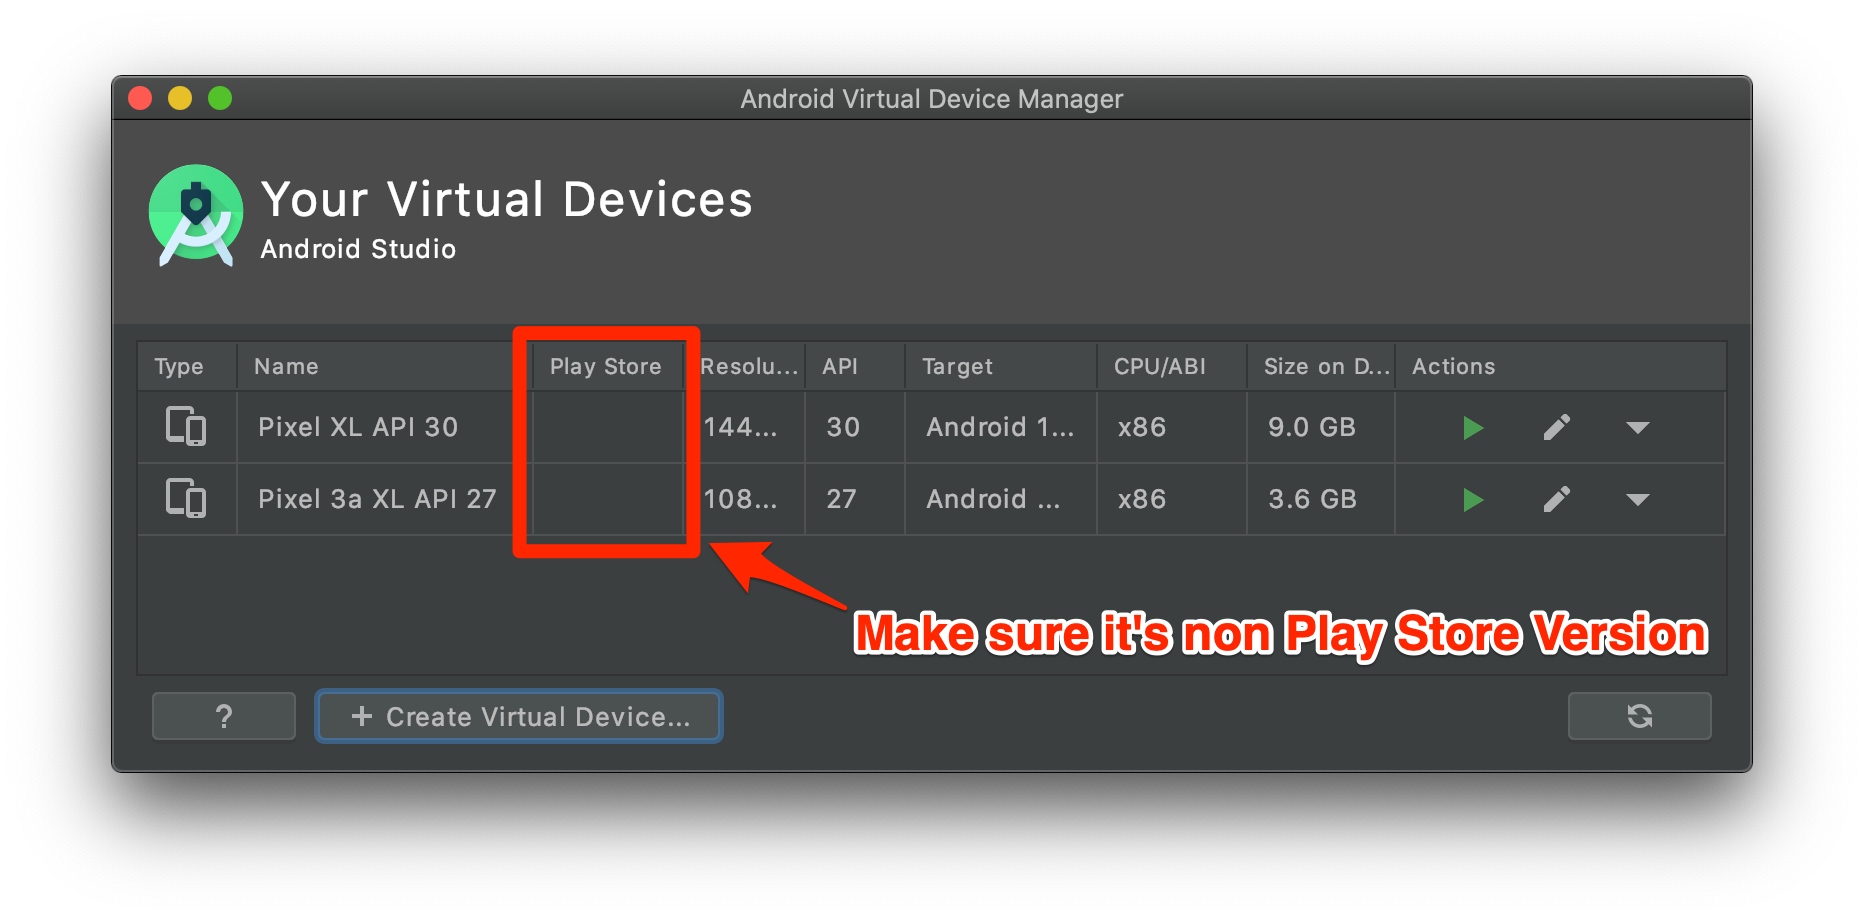 Android Virtual Device Manager
Your Virtual Devices
Android Studio
Type Name Play Store Resolu... API Target CPU/ABI Size on D... Actions
Pixel XL API 30 144... 30 Android 1... x86 9.0 GB
Pixel 3a XL API 27 108... 27 Android ... x86 3.6 GB
Make sure it's non Play Store Version
? + Create Virtual Device...